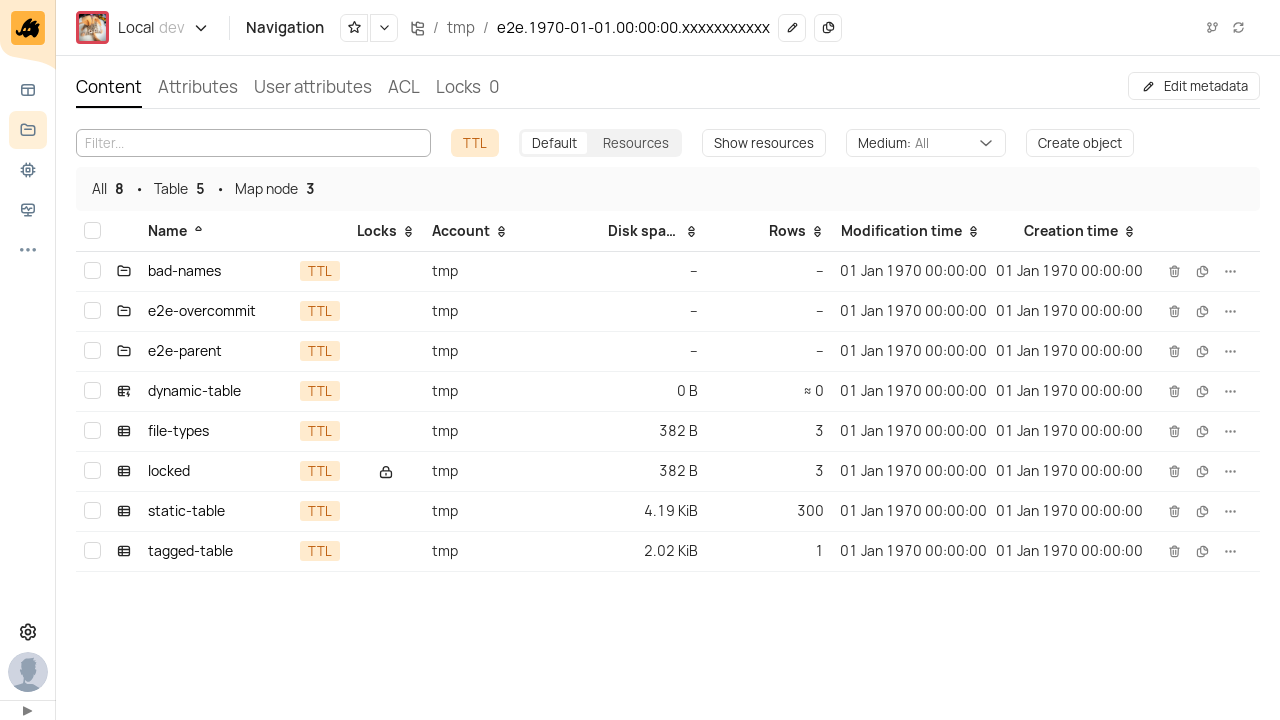 Local dev Navigation / tmp / e2e.1970-01-01.00:00:00.xxxxxxxxxxx
Content Attributes User attributes ACL Locks 0 Edit metadata
Filter... TTL Default Resources Show resources Medium: All Create object
All 8 • Table 5 • Map node 3
Name Locks Account Disk spa... Rows Modification time Creation time
bad-names TTL tmp – – 01 Jan 1970 00:00:00 01 Jan 1970 00:00:00
e2e-overcommit TTL tmp – – 01 Jan 1970 00:00:00 01 Jan 1970 00:00:00
e2e-parent TTL tmp – – 01 Jan 1970 00:00:00 01 Jan 1970 00:00:00
dynamic-table TTL tmp 0 B ≈ 0 01 Jan 1970 00:00:00 01 Jan 1970 00:00:00
file-types TTL tmp 382 B 3 01 Jan 1970 00:00:00 01 Jan 1970 00:00:00
locked TTL tmp 382 B 3 01 Jan 1970 00:00:00 01 Jan 1970 00:00:00
static-table TTL tmp 4.19 KiB 300 01 Jan 1970 00:00:00 01 Jan 1970 00:00:00
tagged-table TTL tmp 2.02 KiB 1 01 Jan 1970 00:00:00 01 Jan 1970 00:00:00